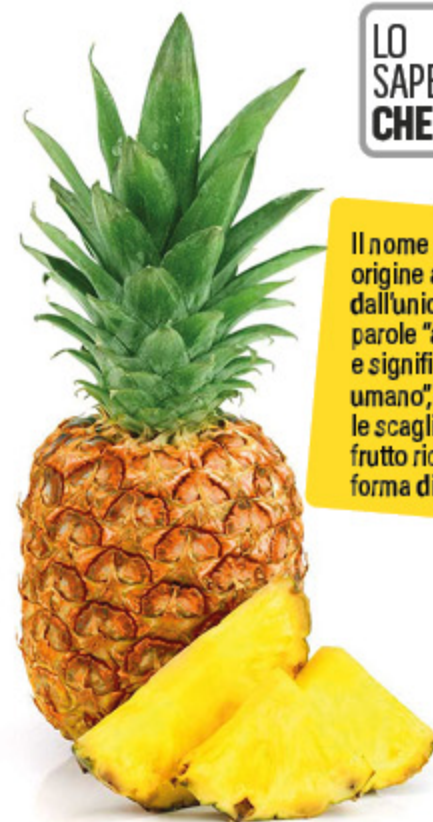 LO
SAPE
CHE
Il nome
origine a
dall'unio
parole "a
e signifi
umano",
le scagli
frutto ric
forma di